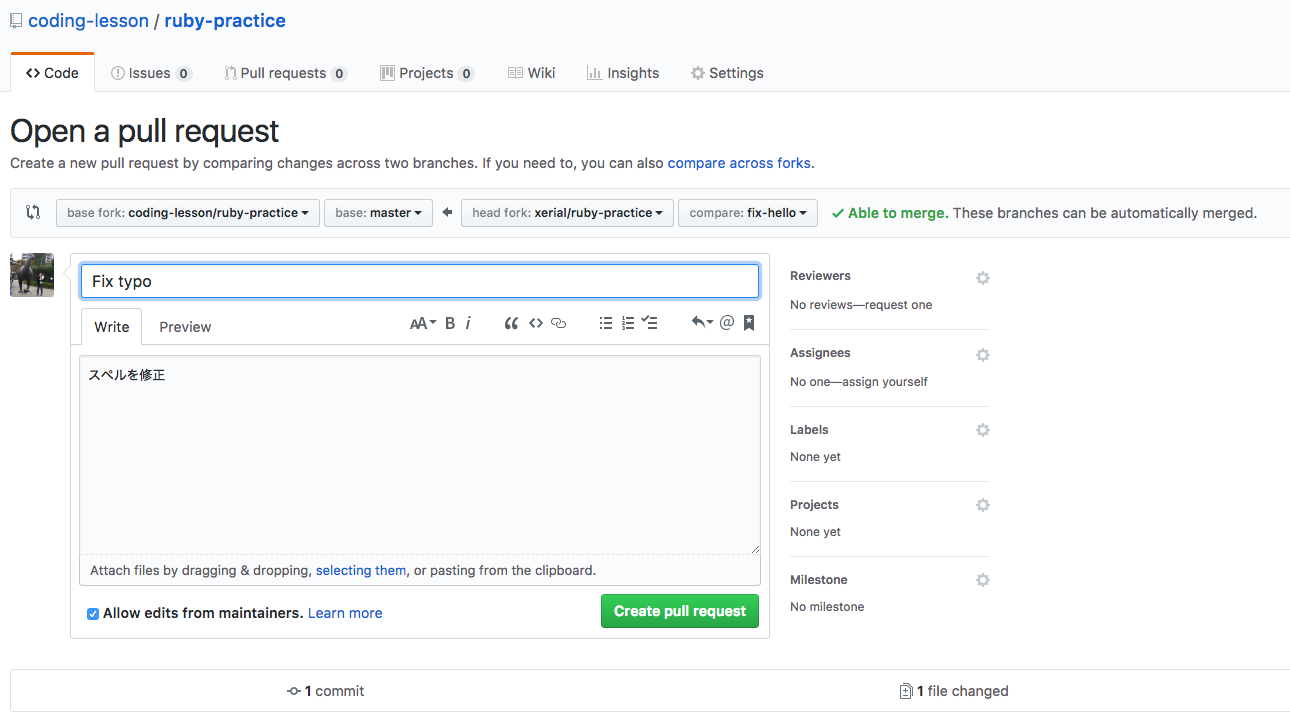 coding-lesson / ruby-practice
Code Issues 0 Pull requests 0 Projects 0 Wiki Insights Settings
Open a pull request
Create a new pull request by comparing changes across two branches. If you need to, you can also compare across forks.
base fork: coding-lesson/ruby-practice base: master head fork: xerial/ruby-practice compare: fix-hello Able to merge. These branches can be automatically merged.
Fix typo
Write Preview AA B i
スペルを修正
Attach files by dragging & dropping, selecting them, or pasting from the clipboard.
Allow edits from maintainers. Learn more Create pull request
Reviewers
No reviews—request one
Assignees
No one—assign yourself
Labels
None yet
Projects
None yet
Milestone
No milestone
1 commit 1 file changed